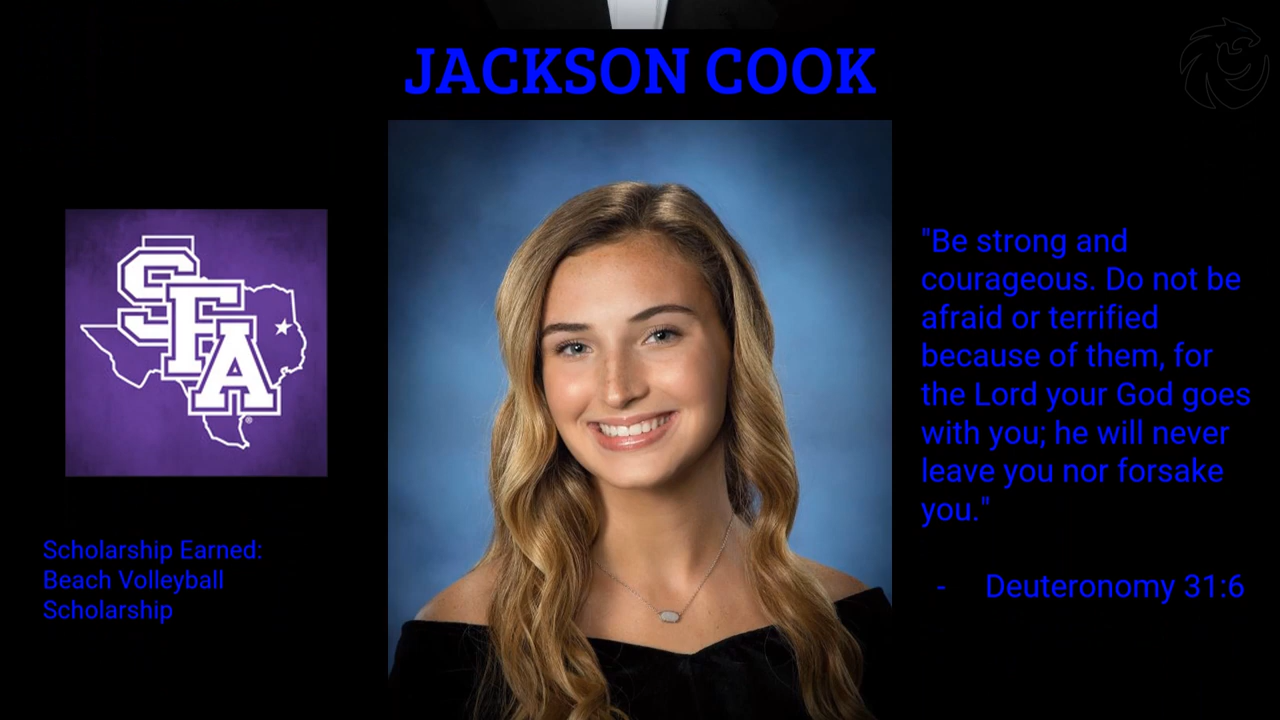 JACKSON COOK
SFA
®
Scholarship Earned:
Beach Volleyball
Scholarship
"Be strong and
courageous. Do not be
afraid or terrified
because of them, for
the Lord your God goes
with you; he will never
leave you nor forsake
you."
- Deuteronomy 31:6